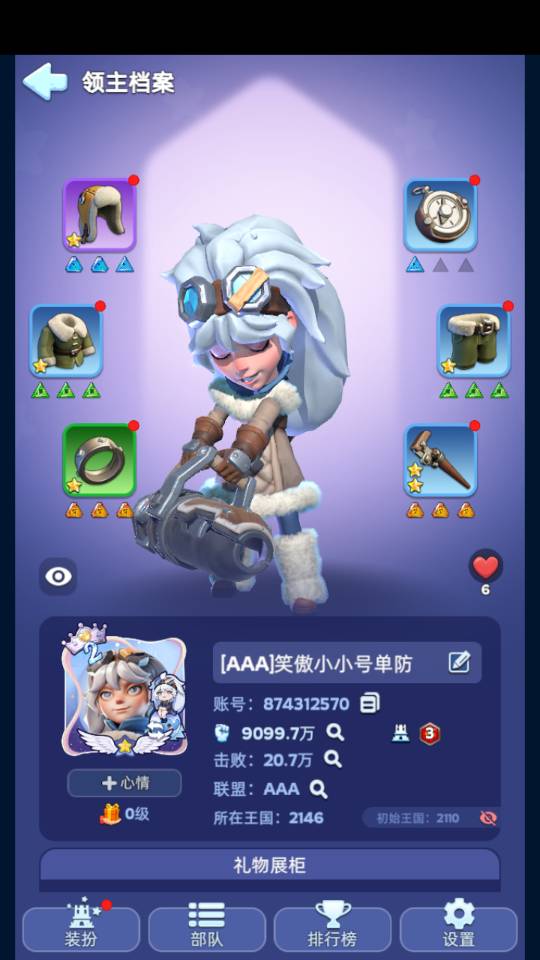 领主档案
6
2
[AAA]笑傲小小号单防
账号：874312570
9099.7万
3
击败：20.7万
+心情
联盟：AAA
0级
所在王国：2146
初始王国：2110
礼物展柜
装扮
部队
排行榜
设置